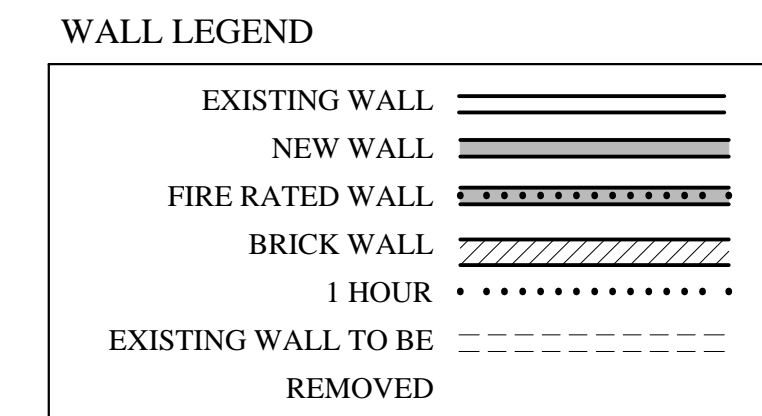 WALL LEGEND
EXISTING WALL
NEW WALL
FIRE RATED WALL
BRICK WALL
1 HOUR
EXISTING WALL TO BE
REMOVED